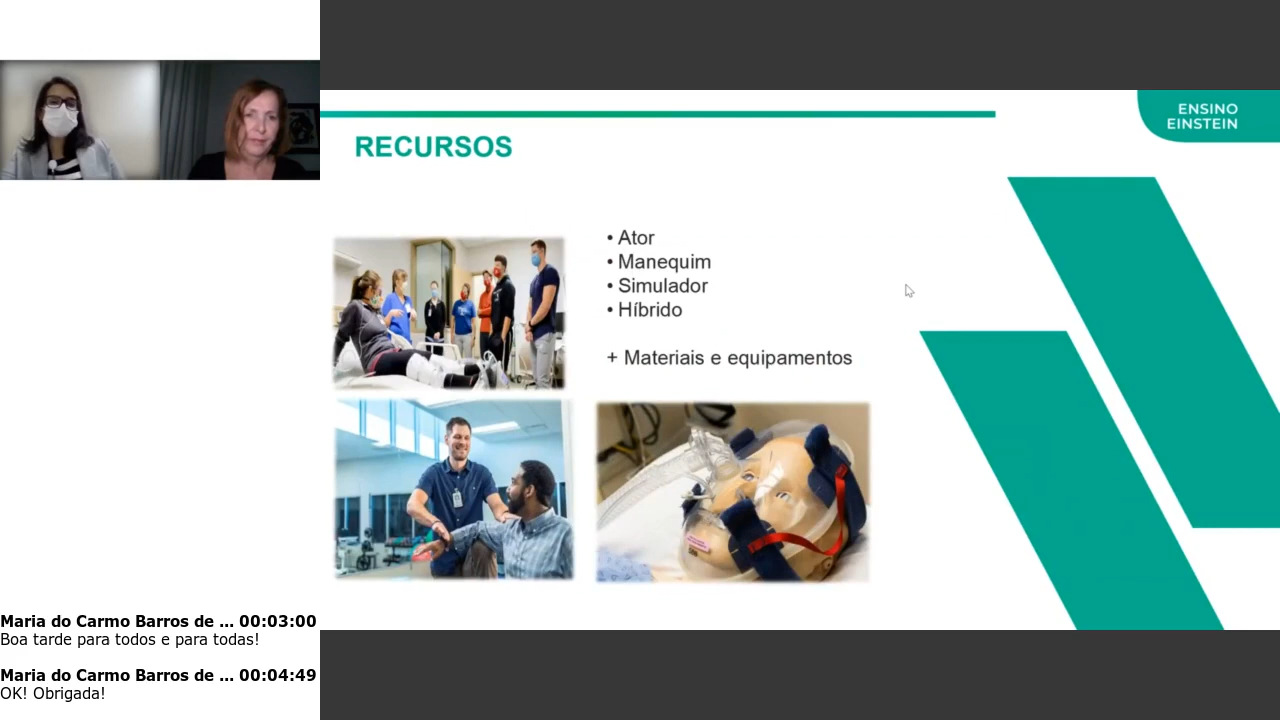 ENSINO
EINSTEIN
RECURSOS
• Ator
• Manequim
• Simulador
• Híbrido
+ Materiais e equipamentos
Maria do Carmo Barros de ... 00:03:00
Boa tarde para todos e para todas!
Maria do Carmo Barros de ... 00:04:49
OK! Obrigada!